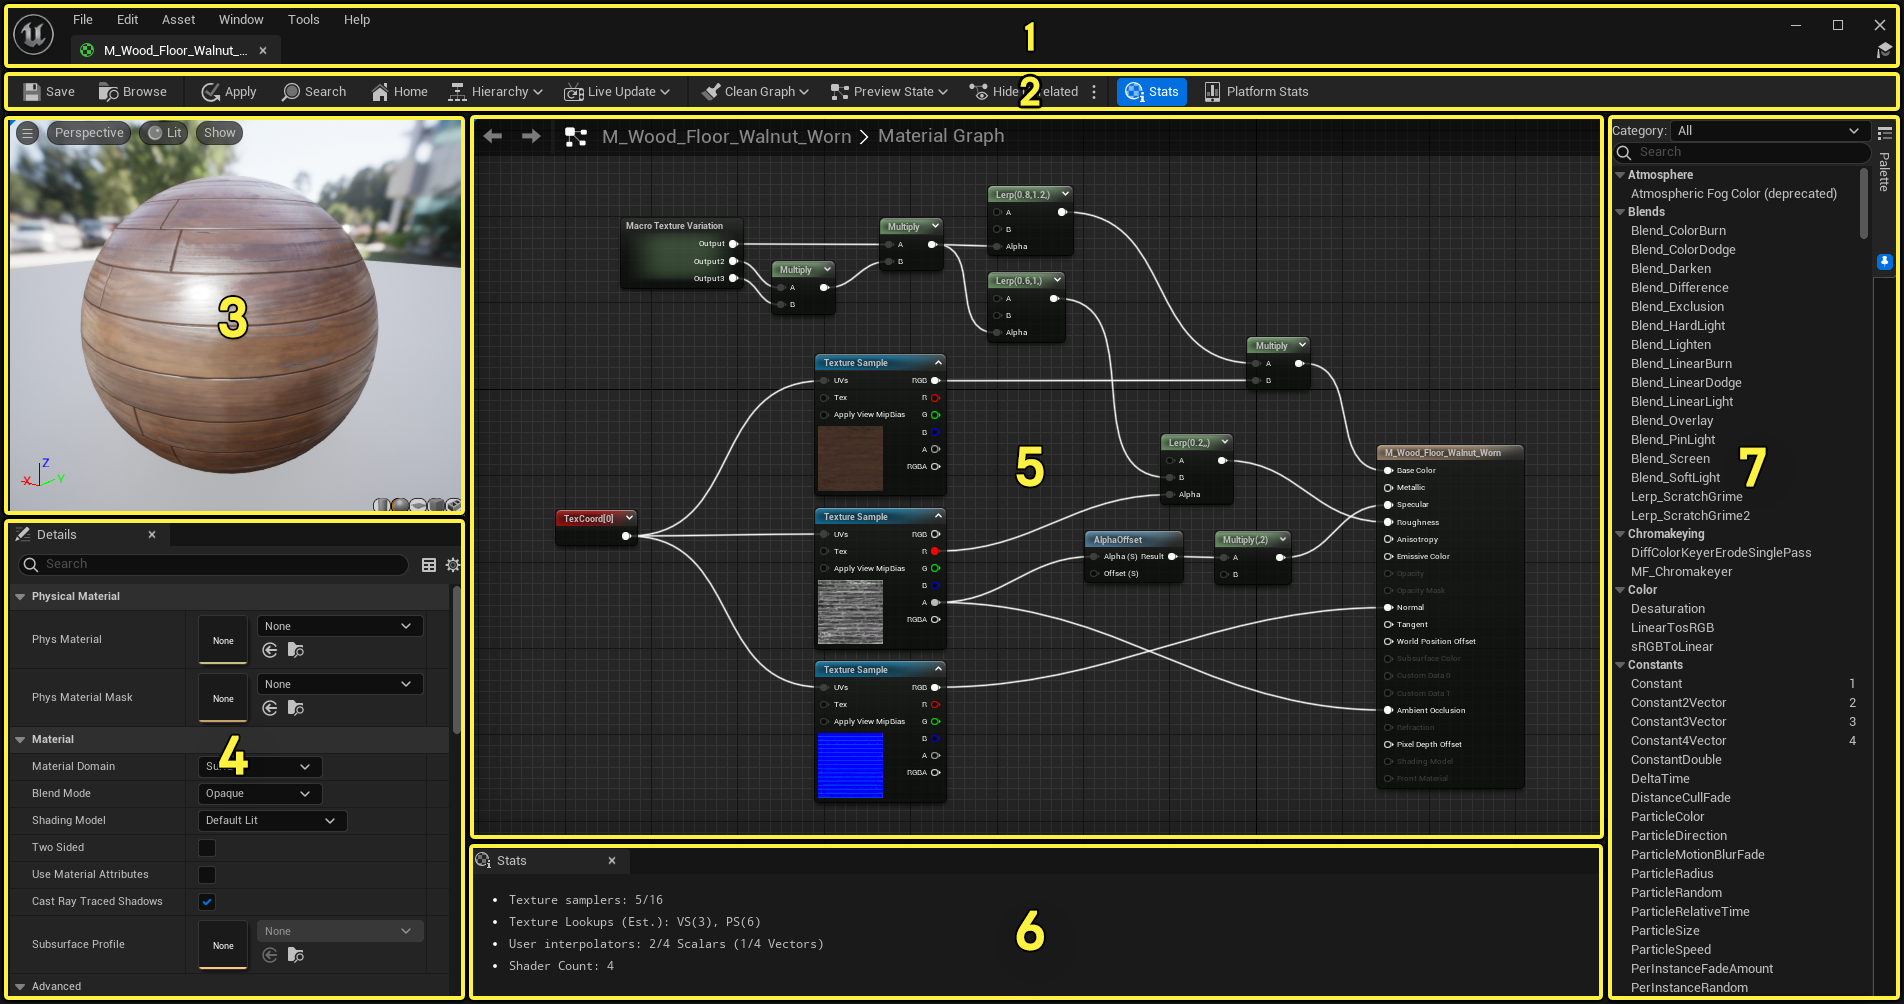 File Edit Asset Window Tools Help
M_Wood_Floor_Walnut_...
1
Save Browse Apply Search Home Hierarchy Live Update Clean Graph Preview State Stats Platform Stats
2
Perspective Lit Show
3
Z
X
Y
Details
Search
Physical Material
Phys Material
None
None
Phys Material Mask
None
None
Material
4
Material Domain
Blend Mode Opaque
Shading Model Default Lit
Two Sided
Use Material Attributes
Cast Ray Traced Shadows
Subsurface Profile
None
None
Advanced
M_Wood_Floor_Walnut_Worn > Material Graph
Macro Texture Variation
Output
Output2
Output3
Multiply
A
B
Multiply
A
B
Lerp(0.8,1.2,)
A
B
Alpha
Lerp(0.6,1,)
A
B
Alpha
Multiply
A
B
Texture Sample
UVs RGB
Tex R
Apply View MipBias G
B
A
RGBA
TexCoord[0]
Texture Sample
UVs RGB
Tex R
Apply View MipBias G
B
A
RGBA
Texture Sample
UVs RGB
Tex R
Apply View MipBias G
B
A
RGBA
5
Lerp(0.2,,)
A
B
Alpha
AlphaOffset
Alpha (S) Result
Offset (S)
Multiply(,2)
A
B
M_Wood_Floor_Walnut_Worn
Base Color
Metallic
Specular
Roughness
Anisotropy
Emissive Color
Opacity
Opacity Mask
Normal
Tangent
World Position Offset
Subsurface Color
Custom Data 0
Custom Data 1
Ambient Occlusion
Refraction
Pixel Depth Offset
Shading Model
Front Material
Stats
Texture samplers: 5/16
Texture Lookups (Est.): VS(3), PS(6)
User interpolators: 2/4 Scalars (1/4 Vectors)
Shader Count: 4
6
Category: All
Search
Palette
Atmosphere
Atmospheric Fog Color (deprecated)
Blends
Blend_ColorBurn
Blend_ColorDodge
Blend_Darken
Blend_Difference
Blend_Exclusion
Blend_HardLight
Blend_Lighten
Blend_LinearBurn
Blend_LinearDodge
Blend_LinearLight
Blend_Overlay
Blend_PinLight
Blend_Screen
Blend_SoftLight
7
Lerp_ScratchGrime
Lerp_ScratchGrime2
Chromakeying
DiffColorKeyerErodeSinglePass
MF_Chromakeyer
Color
Desaturation
LinearTosRGB
sRGBToLinear
Constants
Constant 1
Constant2Vector 2
Constant3Vector 3
Constant4Vector 4
ConstantDouble
DeltaTime
DistanceCullFade
ParticleColor
ParticleDirection
ParticleMotionBlurFade
ParticleRadius
ParticleRandom
ParticleRelativeTime
ParticleSize
ParticleSpeed
PerInstanceFadeAmount
PerInstanceRandom